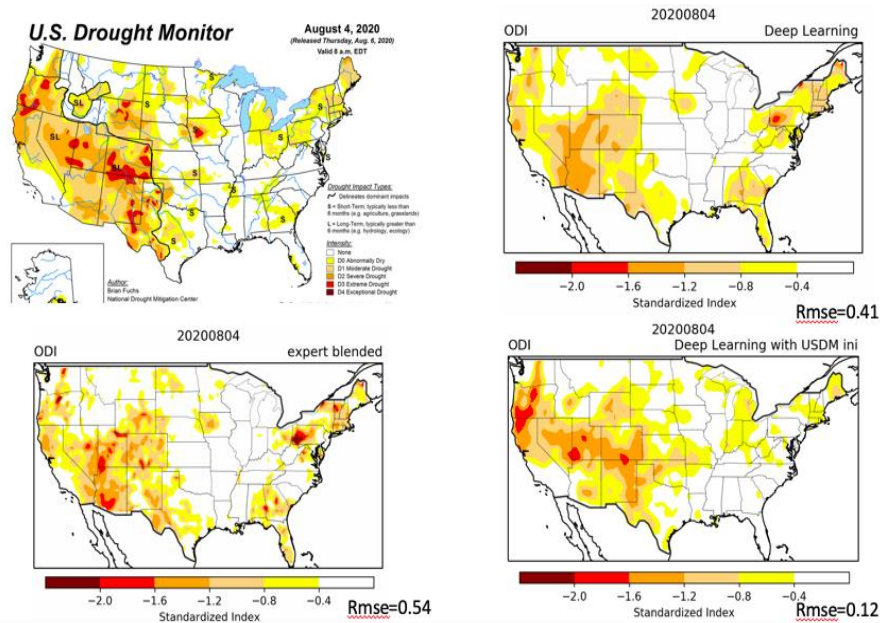 U.S. Drought Monitor
August 4, 2020
(Released Thursday, Aug. 6, 2020)
Valid 8 a.m. EDT
SL
S
S
S
S
SL
S
S
SL
S
S
S
S
S
S
Drought Impact Types:
Delineates dominant impacts
S = Short-Term, typically less than
6 months (e.g. agriculture, grasslands)
L = Long-Term, typically greater than
6 months (e.g. hydrology, ecology)
Intensity:
None
D0 Abnormally Dry
D1 Moderate Drought
D2 Severe Drought
D3 Extreme Drought
D4 Exceptional Drought
Author:
Brian Fuchs
National Drought Mitigation Center
20200804
ODI Deep Learning
−2.0 −1.6 −1.2 −0.8 −0.4
Standardized Index
Rmse=0.41
20200804
ODI expert blended
−2.0 −1.6 −1.2 −0.8 −0.4
Standardized Index
Rmse=0.54
20200804
ODI Deep Learning with USDM ini
−2.0 −1.6 −1.2 −0.8 −0.4
Standardized Index
Rmse=0.12